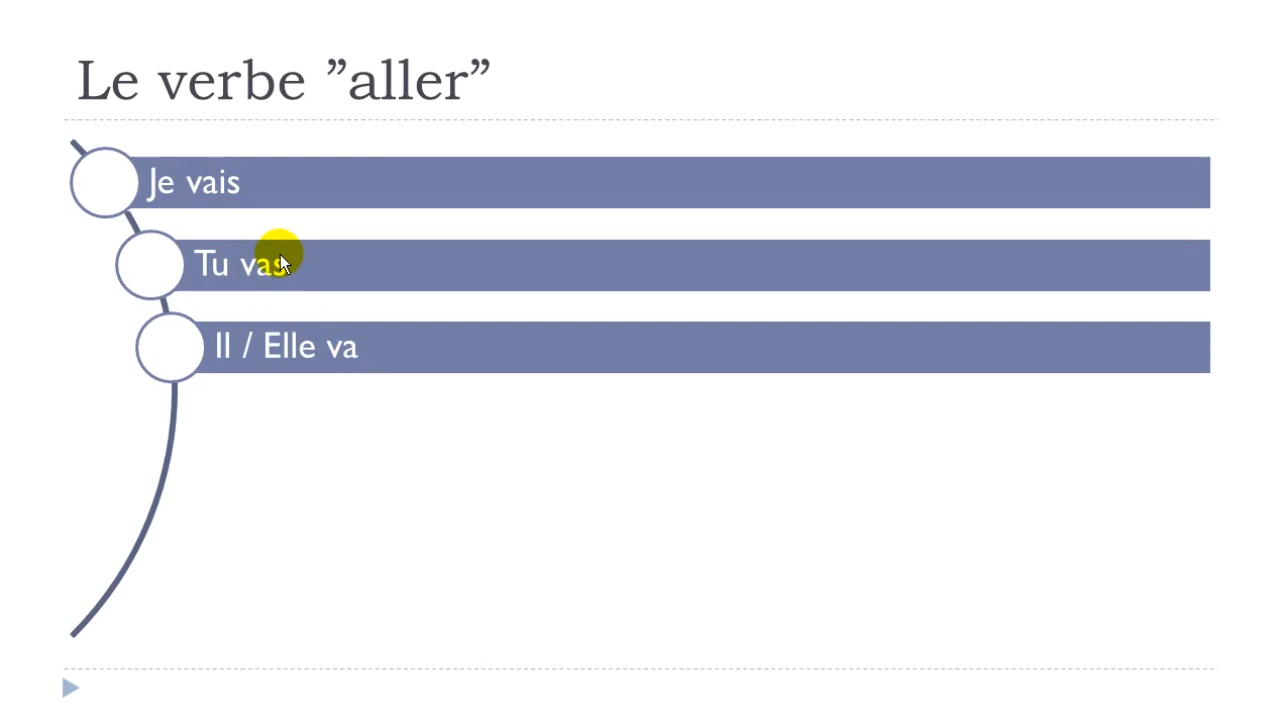 Le verbe ”aller”
Je vais
Tu vas
Il / Elle va